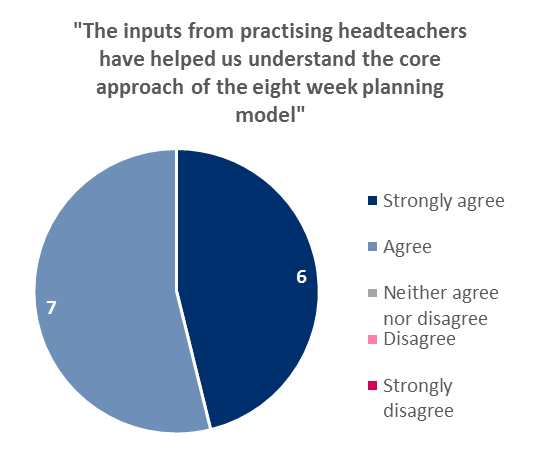 "The inputs from practising headteachers
have helped us understand the core
approach of the eight week planning
model"
6
7
Strongly agree
Agree
Neither agree
nor disagree
Disagree
Strongly
disagree